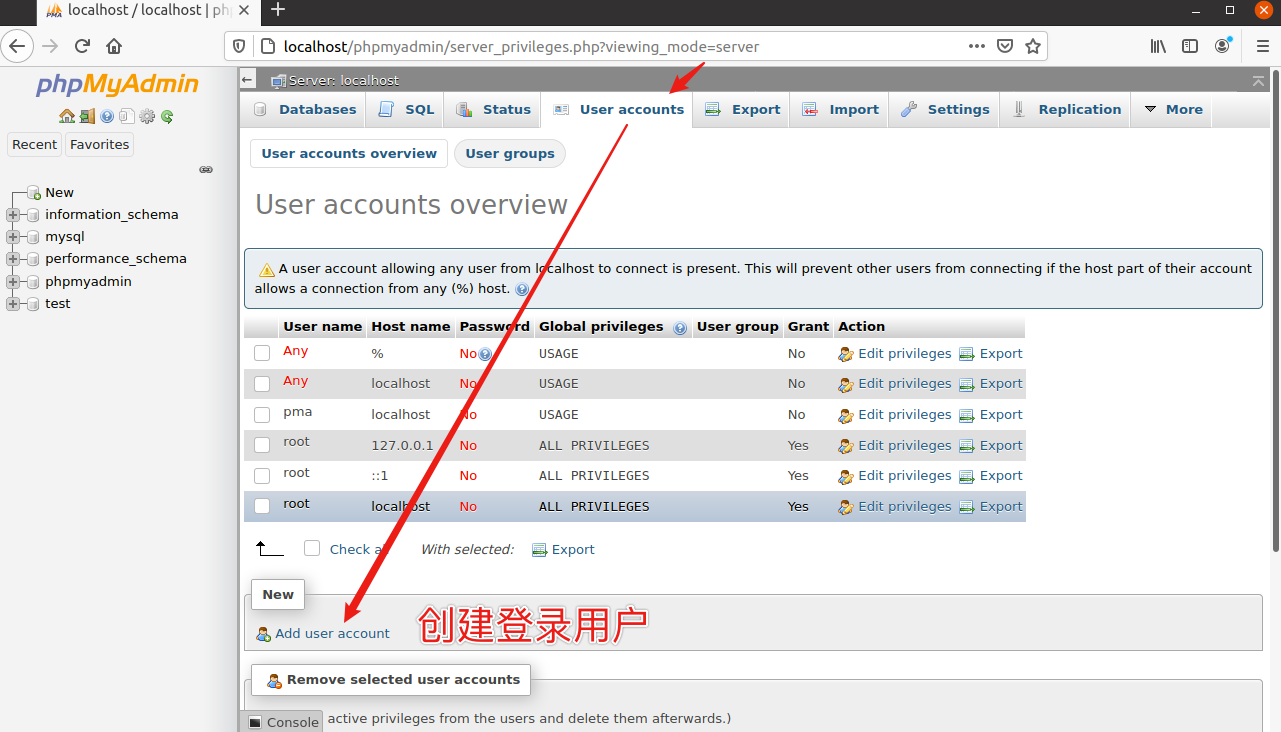 localhost / localhost | ph
localhost/phpmyadmin/server_privileges.php?viewing_mode=server
phpMyAdmin
Recent Favorites
New
information_schema
mysql
performance_schema
phpmyadmin
test
Server: localhost
Databases SQL Status User accounts Export Import Settings Replication More
User accounts overview User groups
User accounts overview
A user account allowing any user from localhost to connect is present. This will prevent other users from connecting if the host part of their account
allows a connection from any (%) host.
User name Host name Password Global privileges User group Grant Action
Any % No USAGE No Edit privileges Export
Any localhost No USAGE No Edit privileges Export
pma localhost No USAGE No Edit privileges Export
root 127.0.0.1 No ALL PRIVILEGES Yes Edit privileges Export
root ::1 No ALL PRIVILEGES Yes Edit privileges Export
root localhost No ALL PRIVILEGES Yes Edit privileges Export
Check all With selected: Export
New
Add user account 创建登录用户
Remove selected user accounts
Console active privileges from the users and delete them afterwards.)